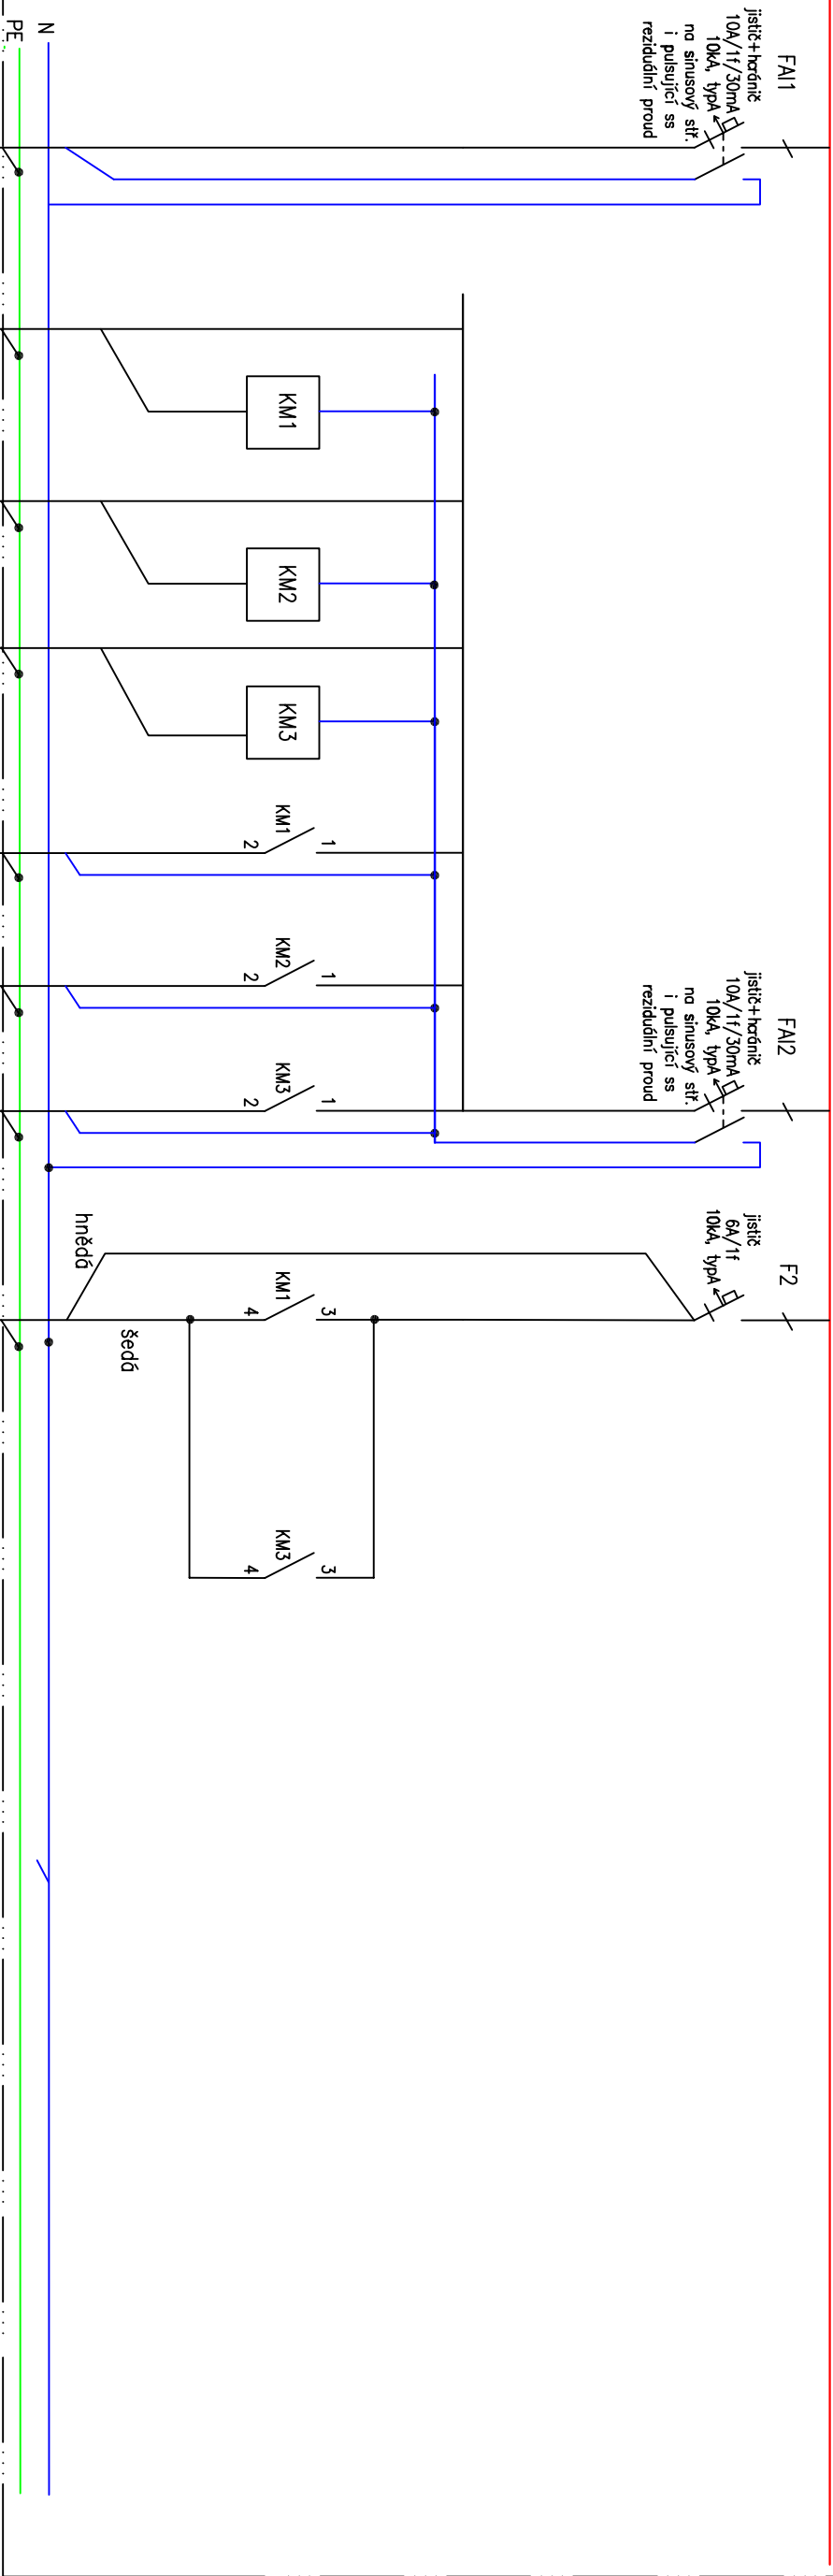 FAI1
jistič+hránič
10A/1f/30mA
10kA, typA
na sinusový stř.
i pulsující ss
reziduální proud
N
PE
KM1
KM2
KM3
KM1
1
2
KM2
1
2
KM3
1
2
FAI2
jistič+hránič
10A/1f/30mA
10kA, typA
na sinusový stř.
i pulsující ss
reziduální proud
F2
jistič
6A/1f
10kA, typA
hnědá
šedá
KM1
3
4
KM3
3
4